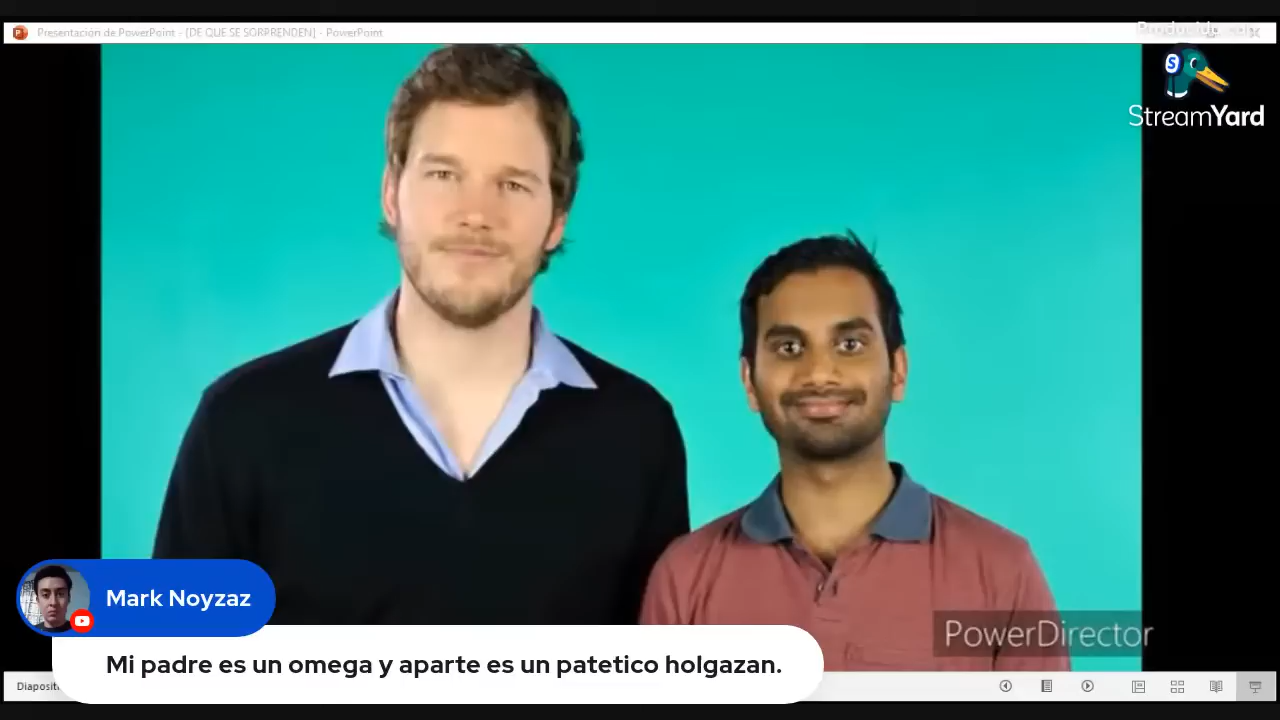 Presentación de PowerPoint - [DE QUE SE SORPRENDEN] - PowerPoint
StreamYard
Mark Noyzaz
PowerDirector
Mi padre es un omega y aparte es un patetico holgazan.